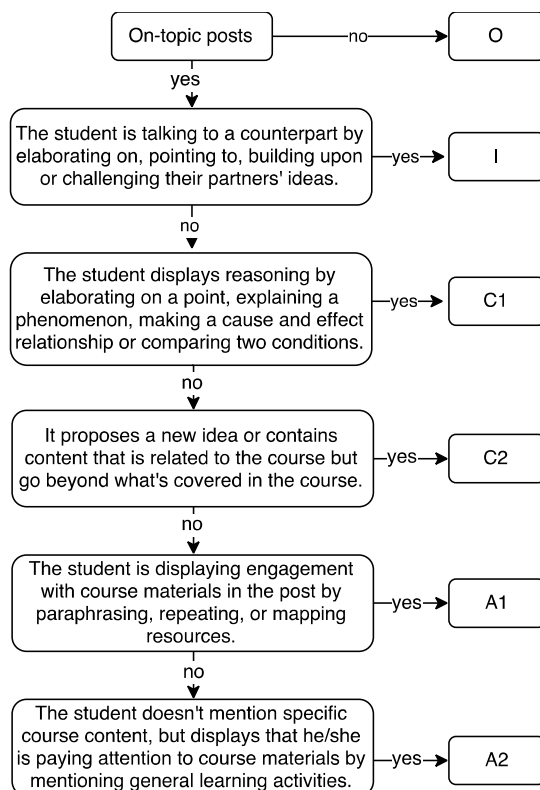 On-topic posts
no
O
yes
The student is talking to a counterpart by
elaborating on, pointing to, building upon
or challenging their partners' ideas.
yes
I
no
The student displays reasoning by
elaborating on a point, explaining a
phenomenon, making a cause and effect
relationship or comparing two conditions.
yes
C1
no
It proposes a new idea or contains
content that is related to the course but
go beyond what's covered in the course.
yes
C2
no
The student is displaying engagement
with course materials in the post by
paraphrasing, repeating, or mapping
resources.
yes
A1
no
The student doesn't mention specific
course content, but displays that he/she
is paying attention to course materials by
mentioning general learning activities.
yes
A2